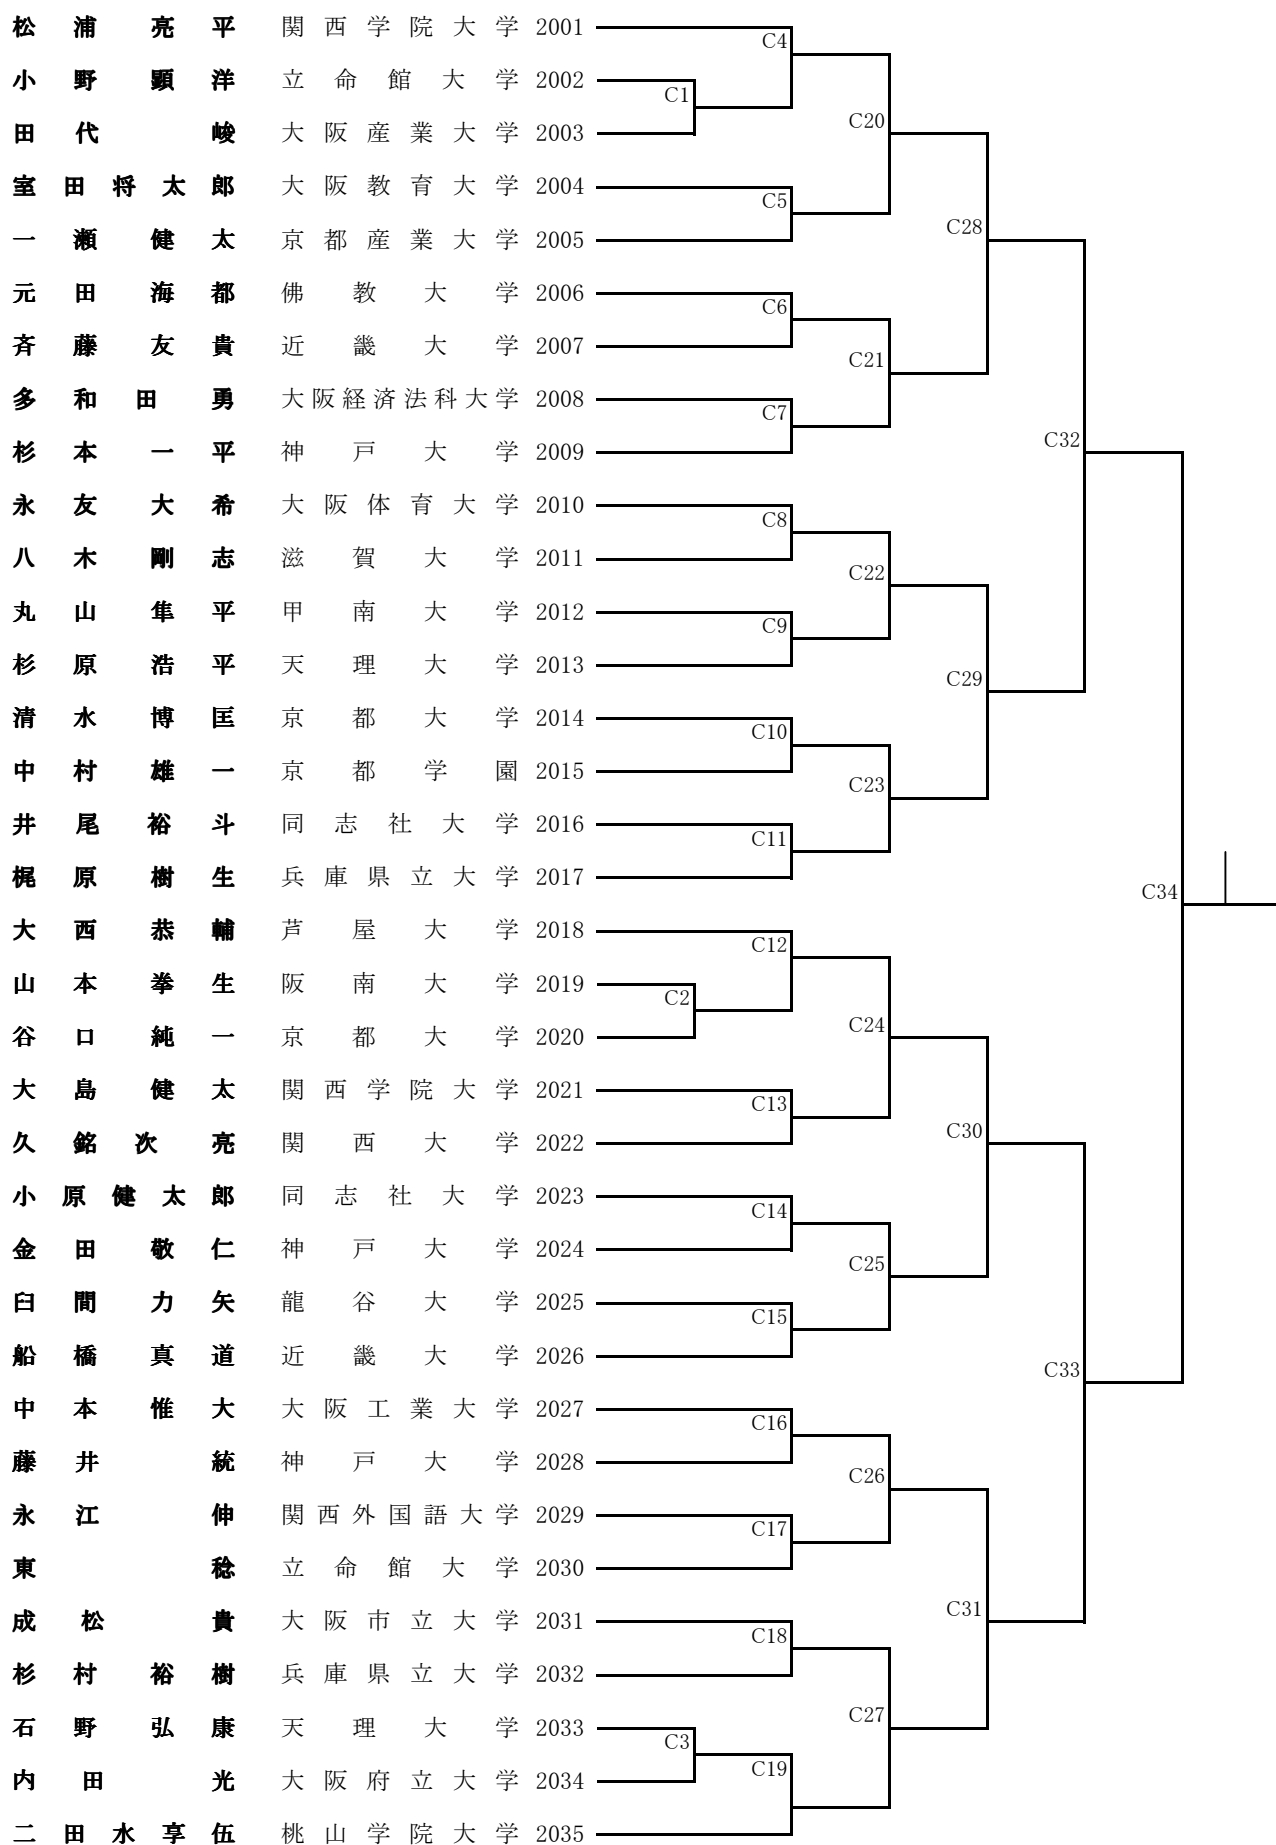 松浦亮平 関西学院大学 2001
C4
小野顕洋 立命館大学 2002
C1
C20
田代峻 大阪産業大学 2003
室田将太郎 大阪教育大学 2004
C5
C28
一瀬健太 京都産業大学 2005
元田海都 佛教大学 2006
C6
斉藤友貴 近畿大学 2007
C21
多和田勇 大阪経済法科大学 2008
C7
C32
杉本一平 神戸大学 2009
永友大希 大阪体育大学 2010
C8
八木剛志 滋賀大学 2011
C22
丸山隼平 甲南大学 2012
C9
杉原浩平 天理大学 2013
C29
清水博匡 京都大学 2014
C10
中村雄一 京都学園 2015
C23
井尾裕斗 同志社大学 2016
C11
梶原樹生 兵庫県立大学 2017
C34
大西恭輔 芦屋大学 2018
C12
山本拳生 阪南大学 2019
C2
C24
谷口純一 京都大学 2020
大島健太 関西学院大学 2021
C13
C30
久銘次亮 関西大学 2022
小原健太郎 同志社大学 2023
C14
金田敬仁 神戸大学 2024
C25
臼間力矢 龍谷大学 2025
C15
船橋真道 近畿大学 2026
C33
中本惟大 大阪工業大学 2027
C16
藤井統 神戸大学 2028
C26
永江伸 関西外国語大学 2029
C17
東稔 立命館大学 2030
C31
成松貴 大阪市立大学 2031
C18
杉村裕樹 兵庫県立大学 2032
C27
石野弘康 天理大学 2033
C3
C19
内田光 大阪府立大学 2034
二田水享伍 桃山学院大学 2035